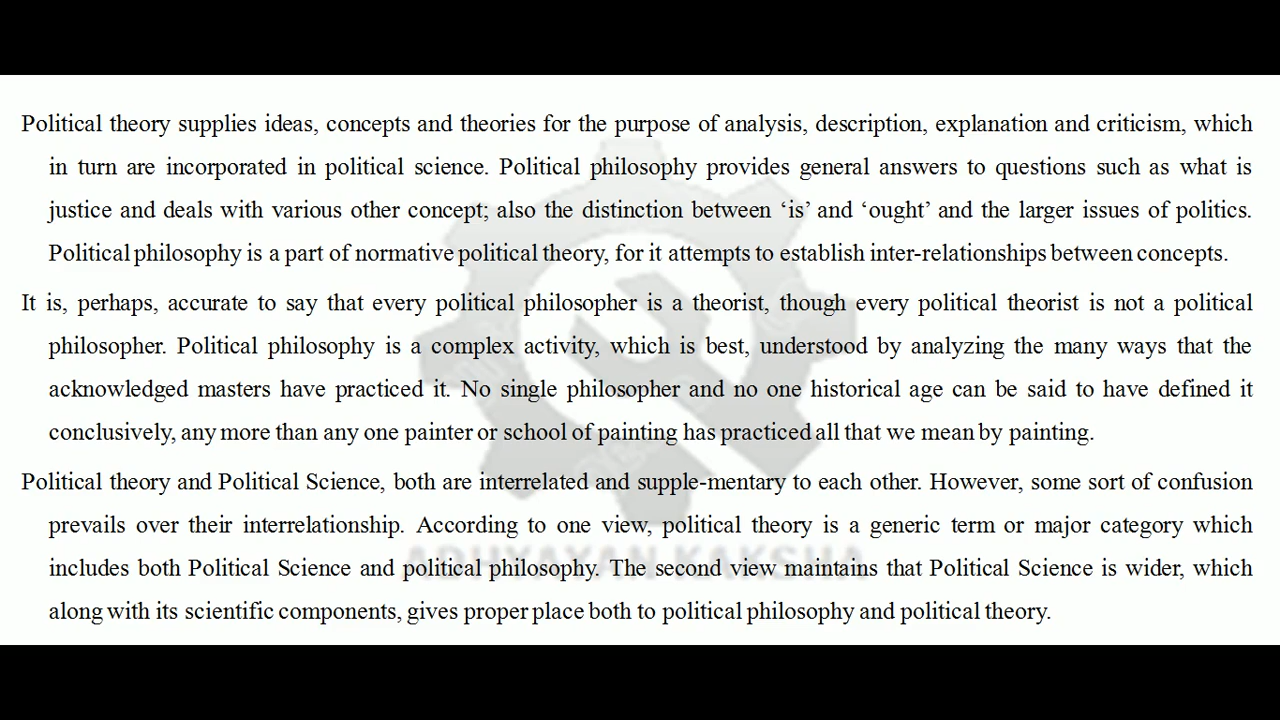 Political theory supplies ideas, concepts and theories for the purpose of analysis, description, explanation and criticism, which
in turn are incorporated in political science. Political philosophy provides general answers to questions such as what is
justice and deals with various other concept; also the distinction between ‘is’ and ‘ought’ and the larger issues of politics.
Political philosophy is a part of normative political theory, for it attempts to establish inter-relationships between concepts.
It is, perhaps, accurate to say that every political philosopher is a theorist, though every political theorist is not a political
philosopher. Political philosophy is a complex activity, which is best, understood by analyzing the many ways that the
acknowledged masters have practiced it. No single philosopher and no one historical age can be said to have defined it
conclusively, any more than any one painter or school of painting has practiced all that we mean by painting.
Political theory and Political Science, both are interrelated and supple-mentary to each other. However, some sort of confusion
prevails over their interrelationship. According to one view, political theory is a generic term or major category which
includes both Political Science and political philosophy. The second view maintains that Political Science is wider, which
along with its scientific components, gives proper place both to political philosophy and political theory.
ADHYAYAN KAKSHA